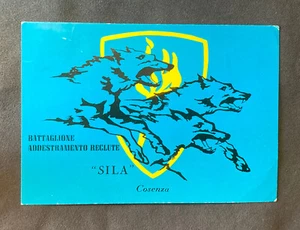 BATTAGLIONE
ADDESTRAMENTO RECLUTE
"SILA"
Cosenza